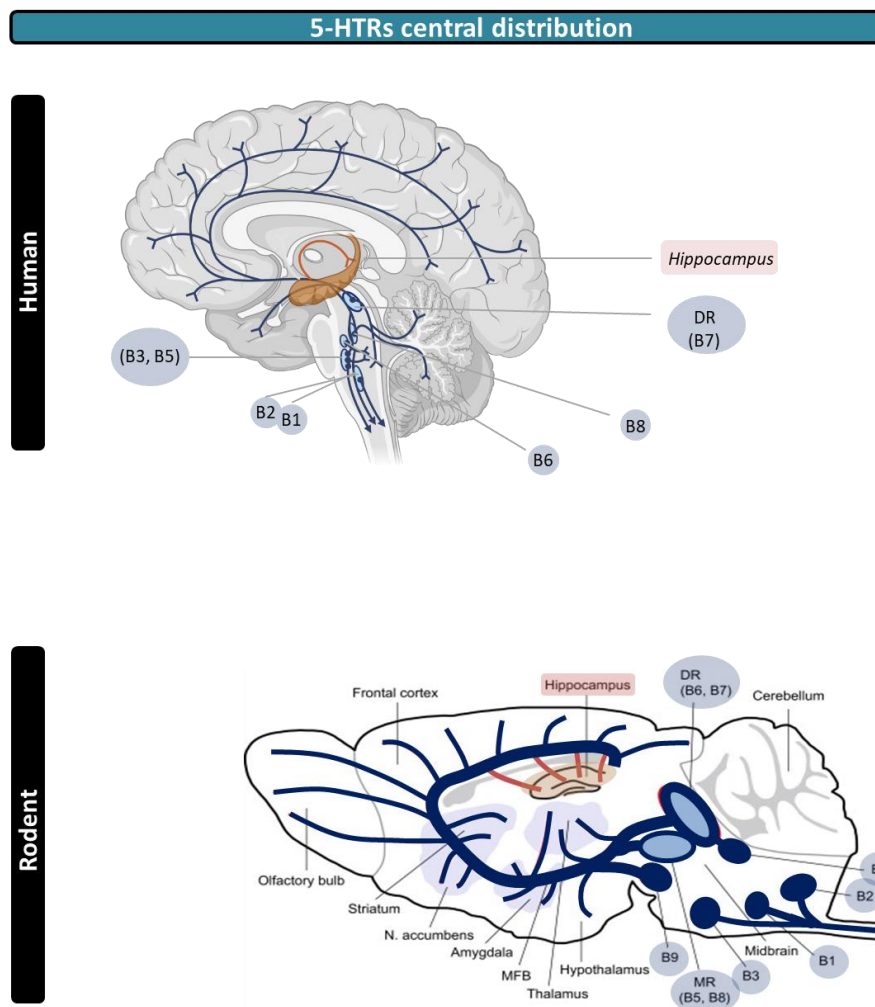 5-HTRs central distribution
Human
Hippocampus
DR
(B7)
(B3, B5)
B2
B1
B8
B6
Rodent
Frontal cortex
Hippocampus
DR
(B6, B7)
Cerebellum
Olfactory bulb
Striatum
N. accumbens
Amygdala
MFB
Thalamus
Hypothalamus
B9
MR
(B5, B8)
B3
Midbrain
B1
B2